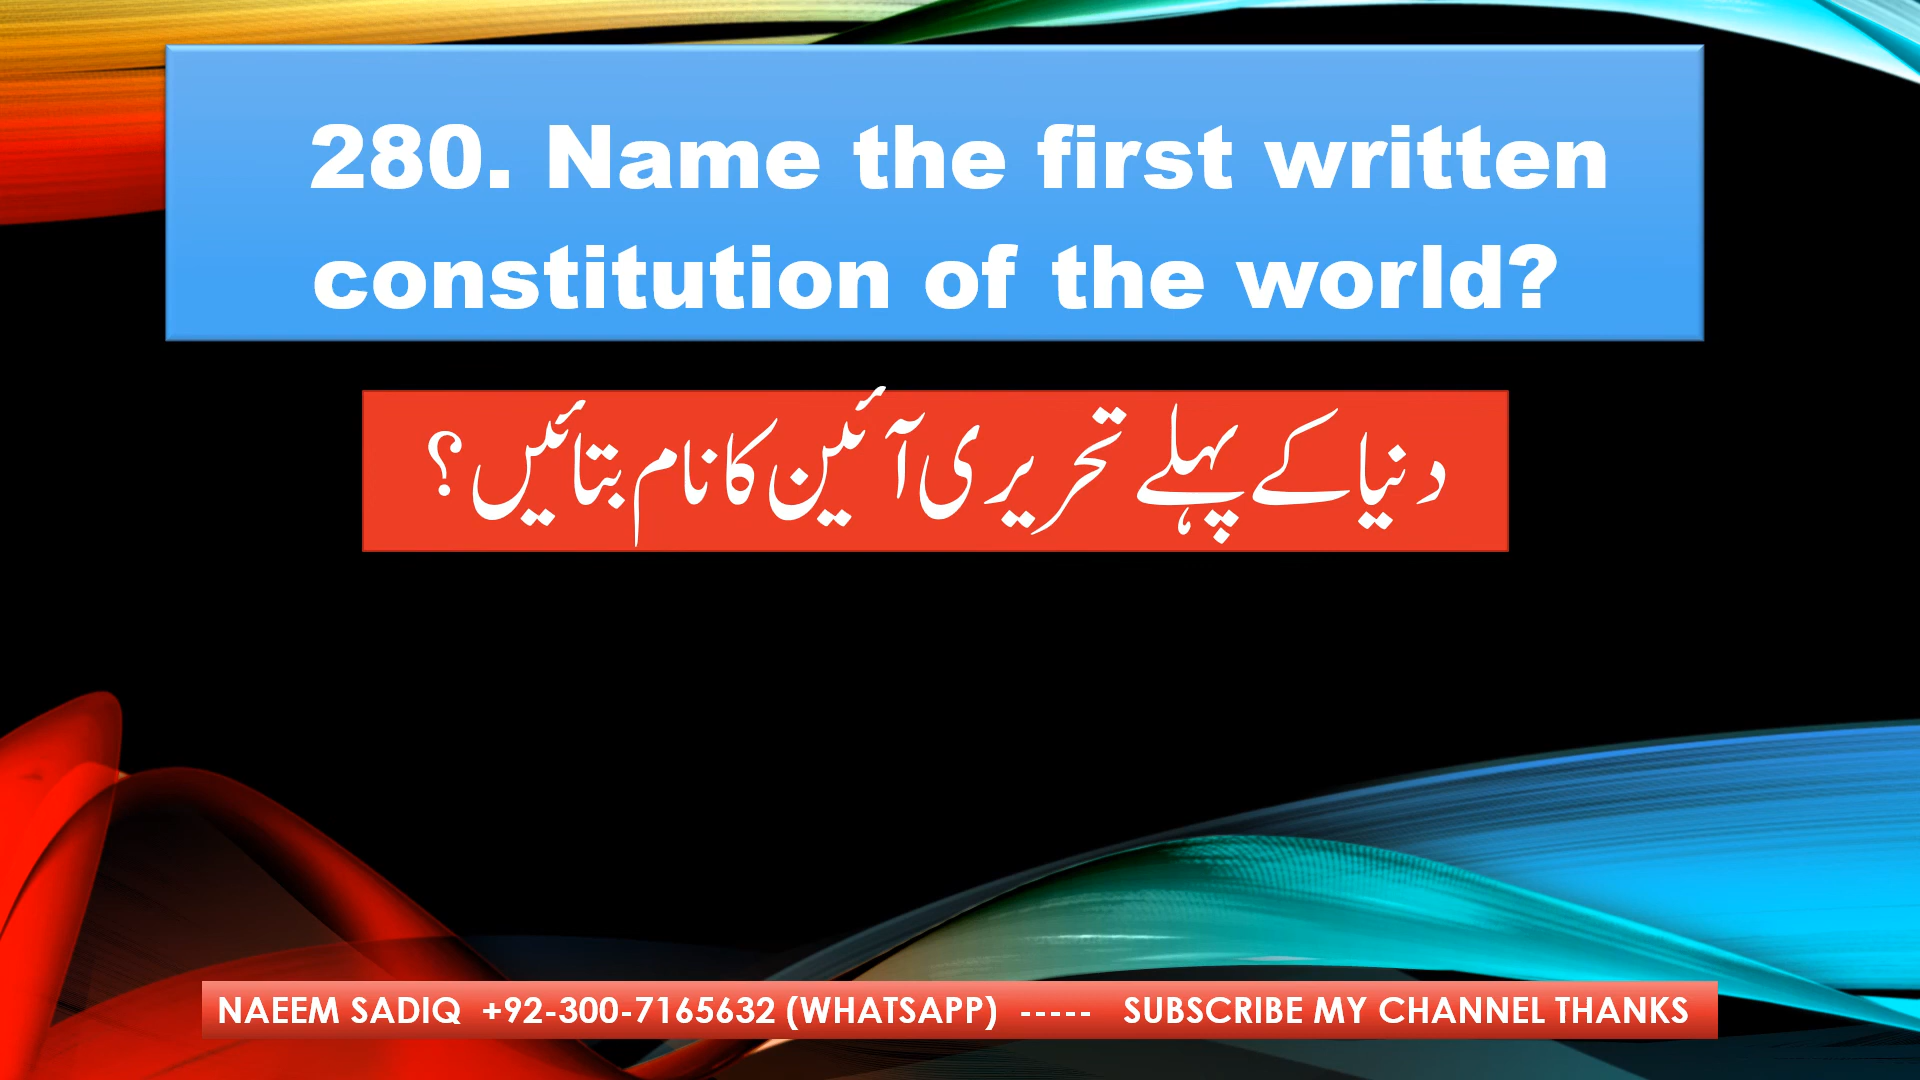 280. Name the first written
constitution of the world?
دنیا کے پہلے تحریری آئین کا نام بتائیں؟
NAEEM SADIQ +92-300-7165632 (WHATSAPP) ----- SUBSCRIBE MY CHANNEL THANKS